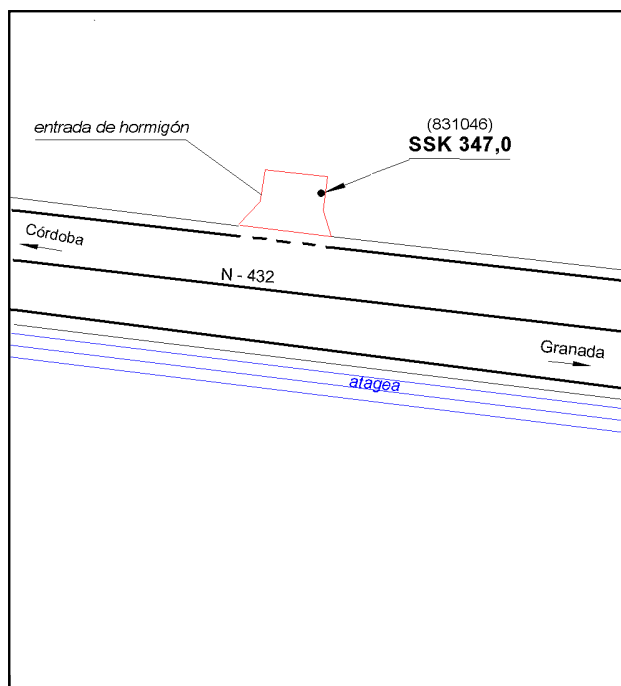 (831046)
entrada de hormigón
SSK 347,0
Córdoba
N - 432
Granada
atagea